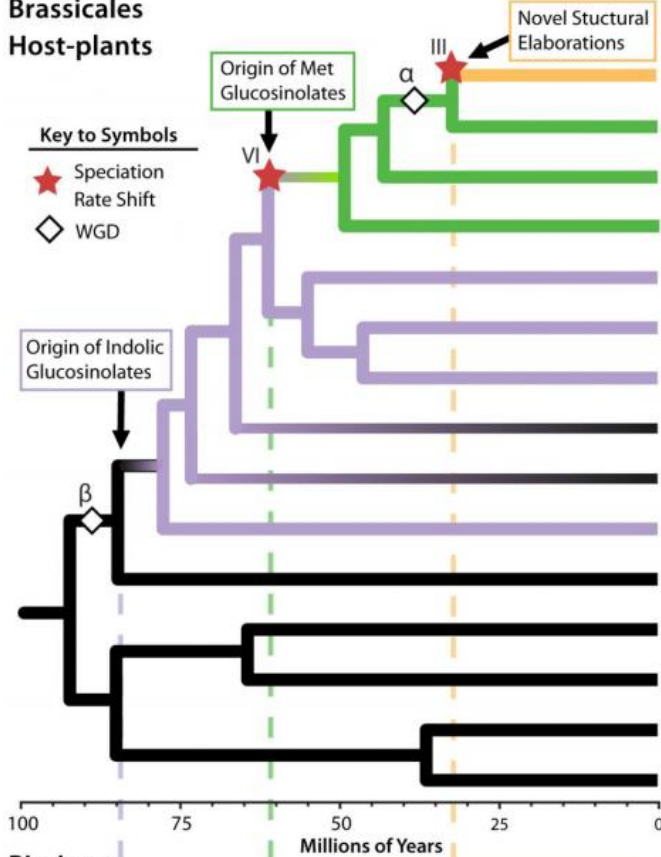 Brassicales
Host-plants
Novel Stuctural
Elaborations
III
α
Origin of Met
Glucosinolates
VI
Key to Symbols
Speciation
Rate Shift
WGD
Origin of Indolic
Glucosinolates
β
100 75 50 25 0
Millions of Years